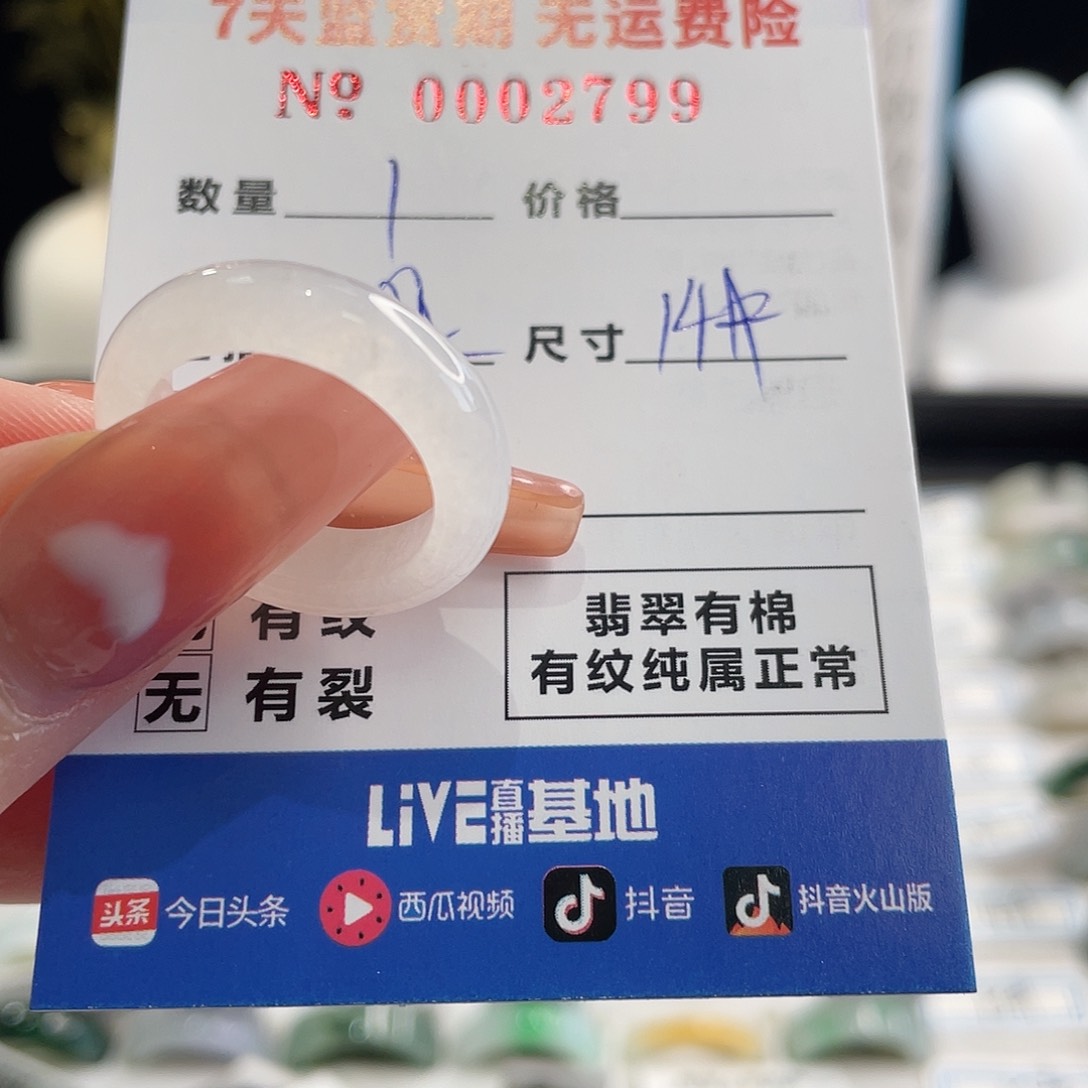 7天鉴赏期 无运费险
Nº 0002799
数量 1 价格
尺寸 14#
有纹
无 有裂
翡翠有棉
有纹纯属正常
LiVE直播基地
头条 今日头条 西瓜视频 抖音 抖音火山版